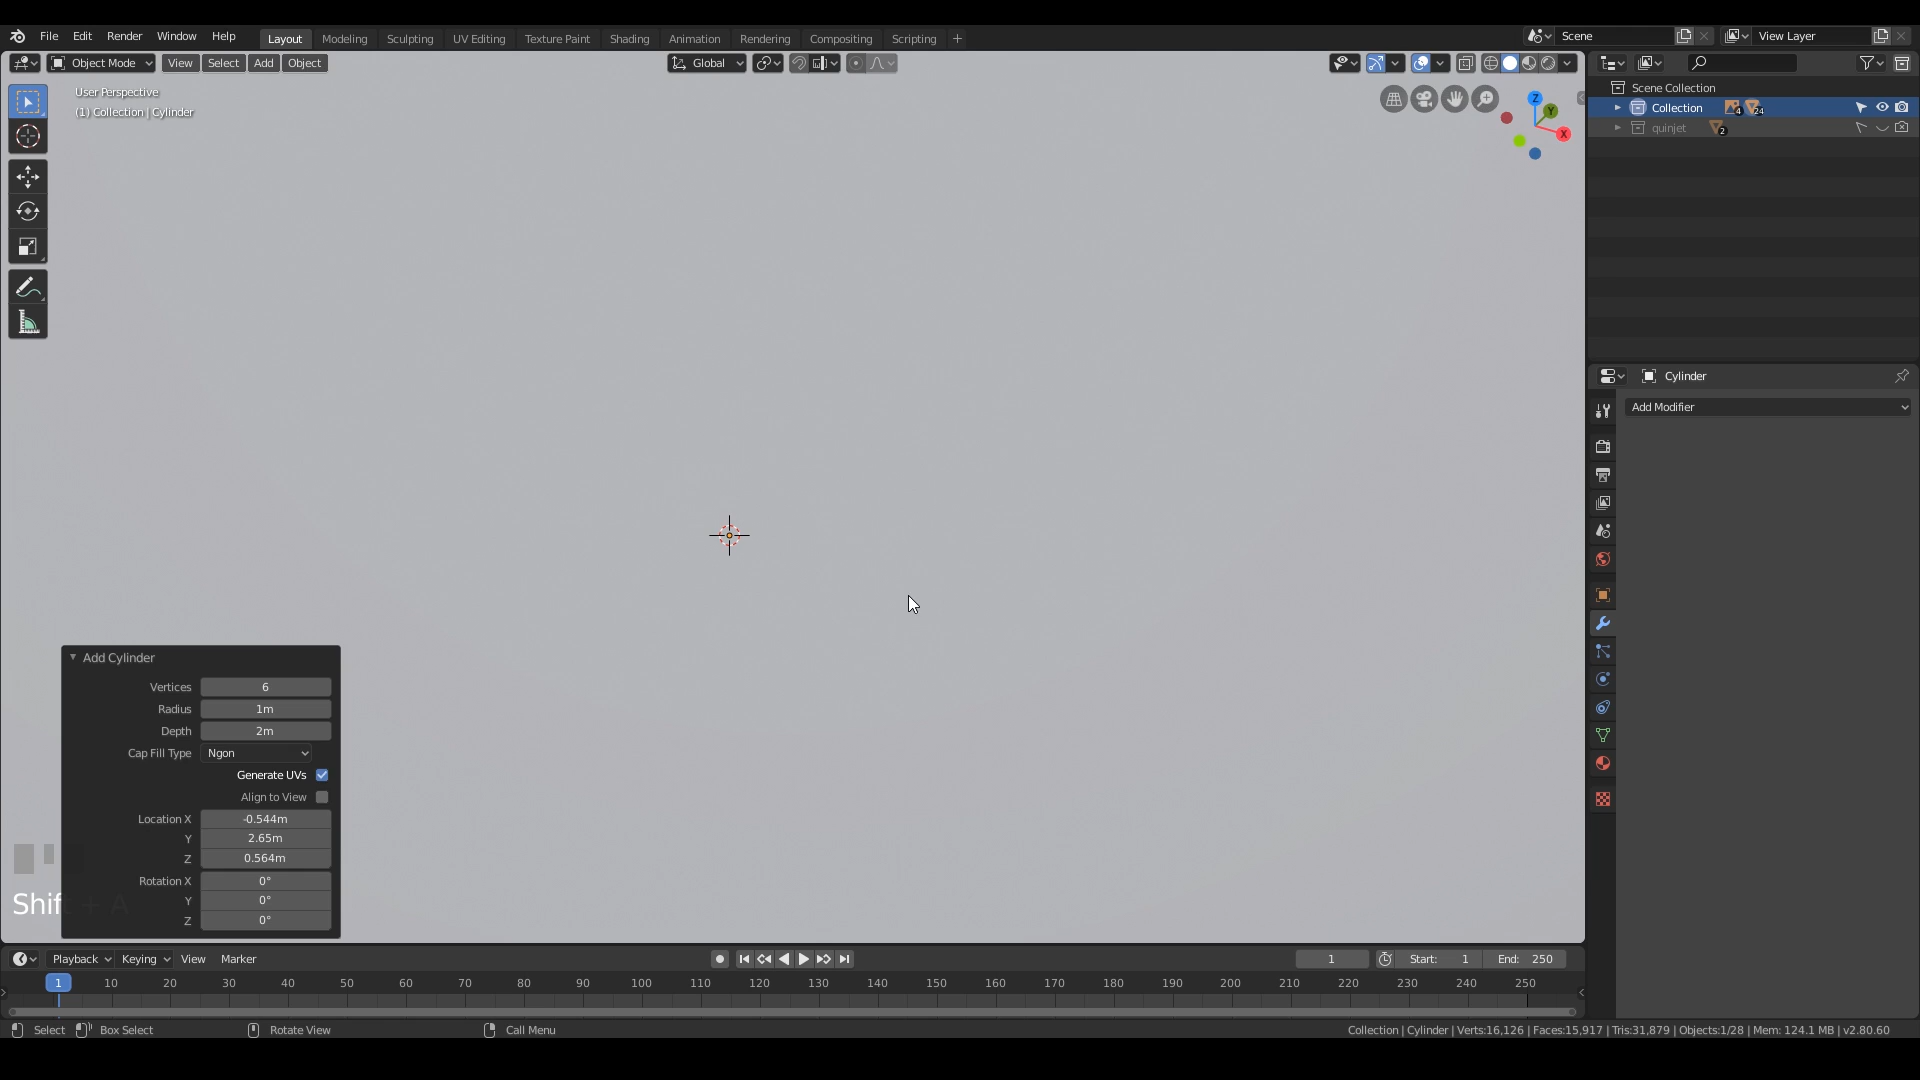 File Edit Render Window Help Layout Modeling Sculpting UV Editing Texture Paint Shading Animation Rendering Compositing Scripting + Scene View Layer
Object Mode View Select Add Object Global
User Perspective
(1) Collection | Cylinder
Z
Y
X
Scene Collection
Collection 4 24
quinjet 2
Cylinder
Add Modifier
Add Cylinder
Vertices 6
Radius 1m
Depth 2m
Cap Fill Type Ngon
Generate UVs
Align to View
Location X -0.544m
Y 2.65m
Z 0.564m
Rotation X 0°
Y 0°
Z 0°
Shift + A
Playback Keying View Marker 1 Start: 1 End: 250
1 10 20 30 40 50 60 70 80 90 100 110 120 130 140 150 160 170 180 190 200 210 220 230 240 250
Select Box Select Rotate View Call Menu Collection | Cylinder | Verts:16,126 | Faces:15,917 | Tris:31,879 | Objects:1/28 | Mem: 124.1 MB | v2.80.60